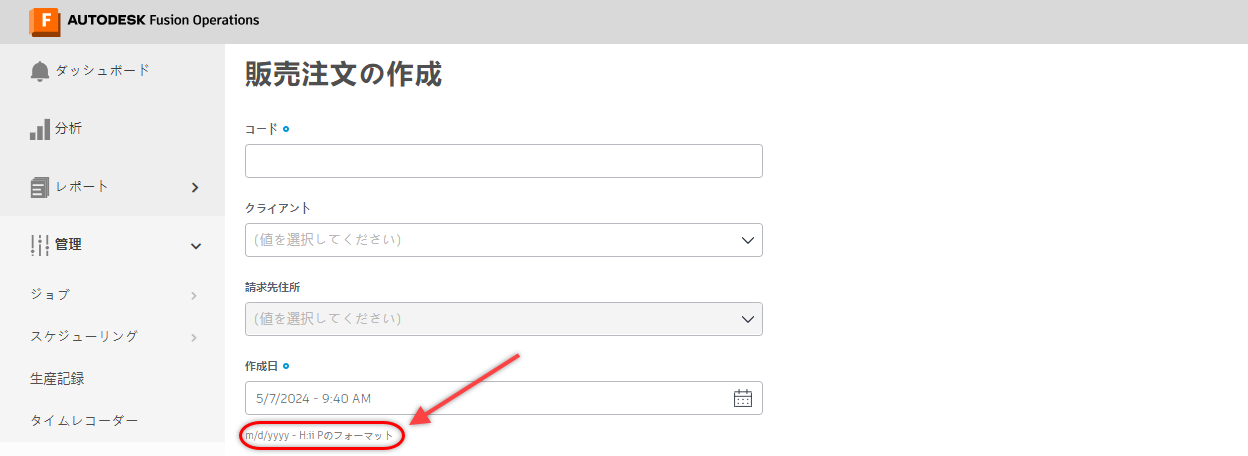 F AUTODESK Fusion Operations
ダッシュボード
分析
レポート
管理
ジョブ
スケジューリング
生産記録
タイムレコーダー
販売注文の作成
コード
クライアント
(値を選択してください)
請求先住所
(値を選択してください)
作成日
5/7/2024 - 9:40 AM
m/d/yyyy - H:ii Pのフォーマット